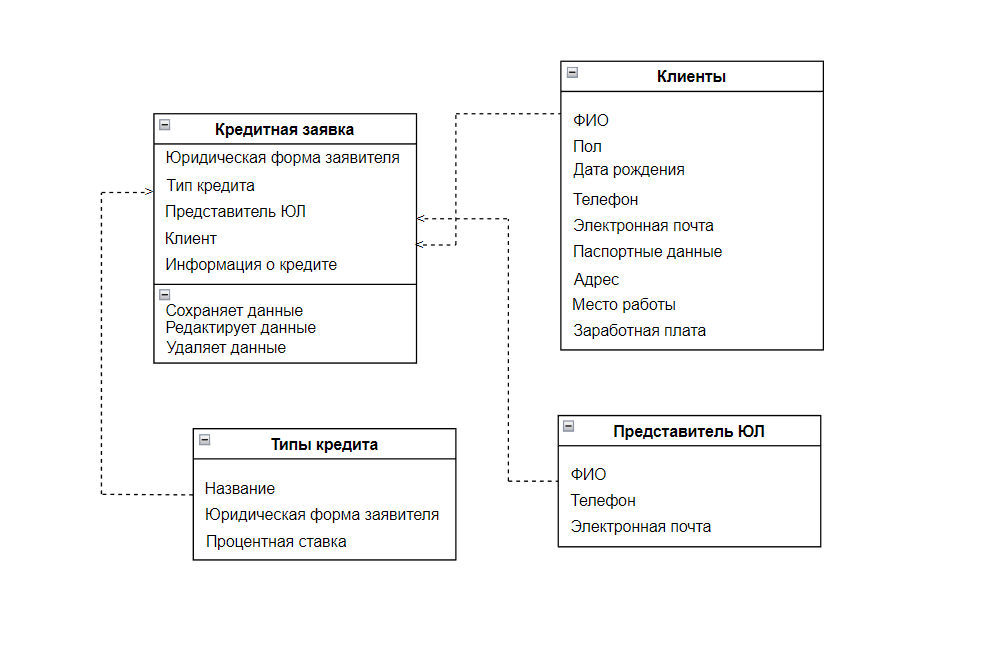 Кредитная заявка
Юридическая форма заявителя
Тип кредита
Представитель ЮЛ
Клиент
Информация о кредите
Сохраняет данные
Редактирует данные
Удаляет данные
Клиенты
ФИО
Пол
Дата рождения
Телефон
Электронная почта
Паспортные данные
Адрес
Место работы
Заработная плата
Типы кредита
Название
Юридическая форма заявителя
Процентная ставка
Представитель ЮЛ
ФИО
Телефон
Электронная почта